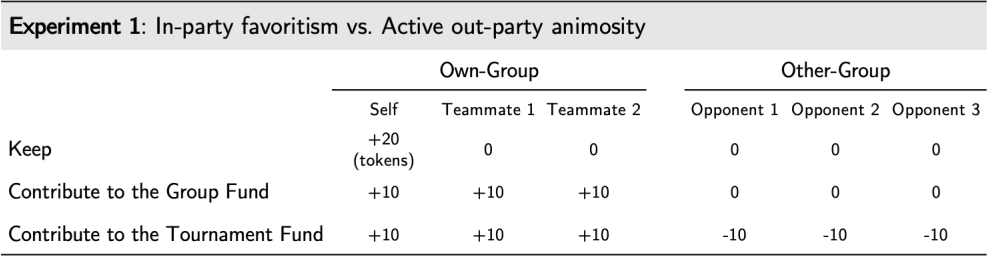 Experiment 1: In-party favoritism vs. Active out-party animosity
Own-Group Other-Group
Self Teammate 1 Teammate 2 Opponent 1 Opponent 2 Opponent 3
Keep +20 (tokens) 0 0 0 0 0
Contribute to the Group Fund +10 +10 +10 0 0 0
Contribute to the Tournament Fund +10 +10 +10 -10 -10 -10